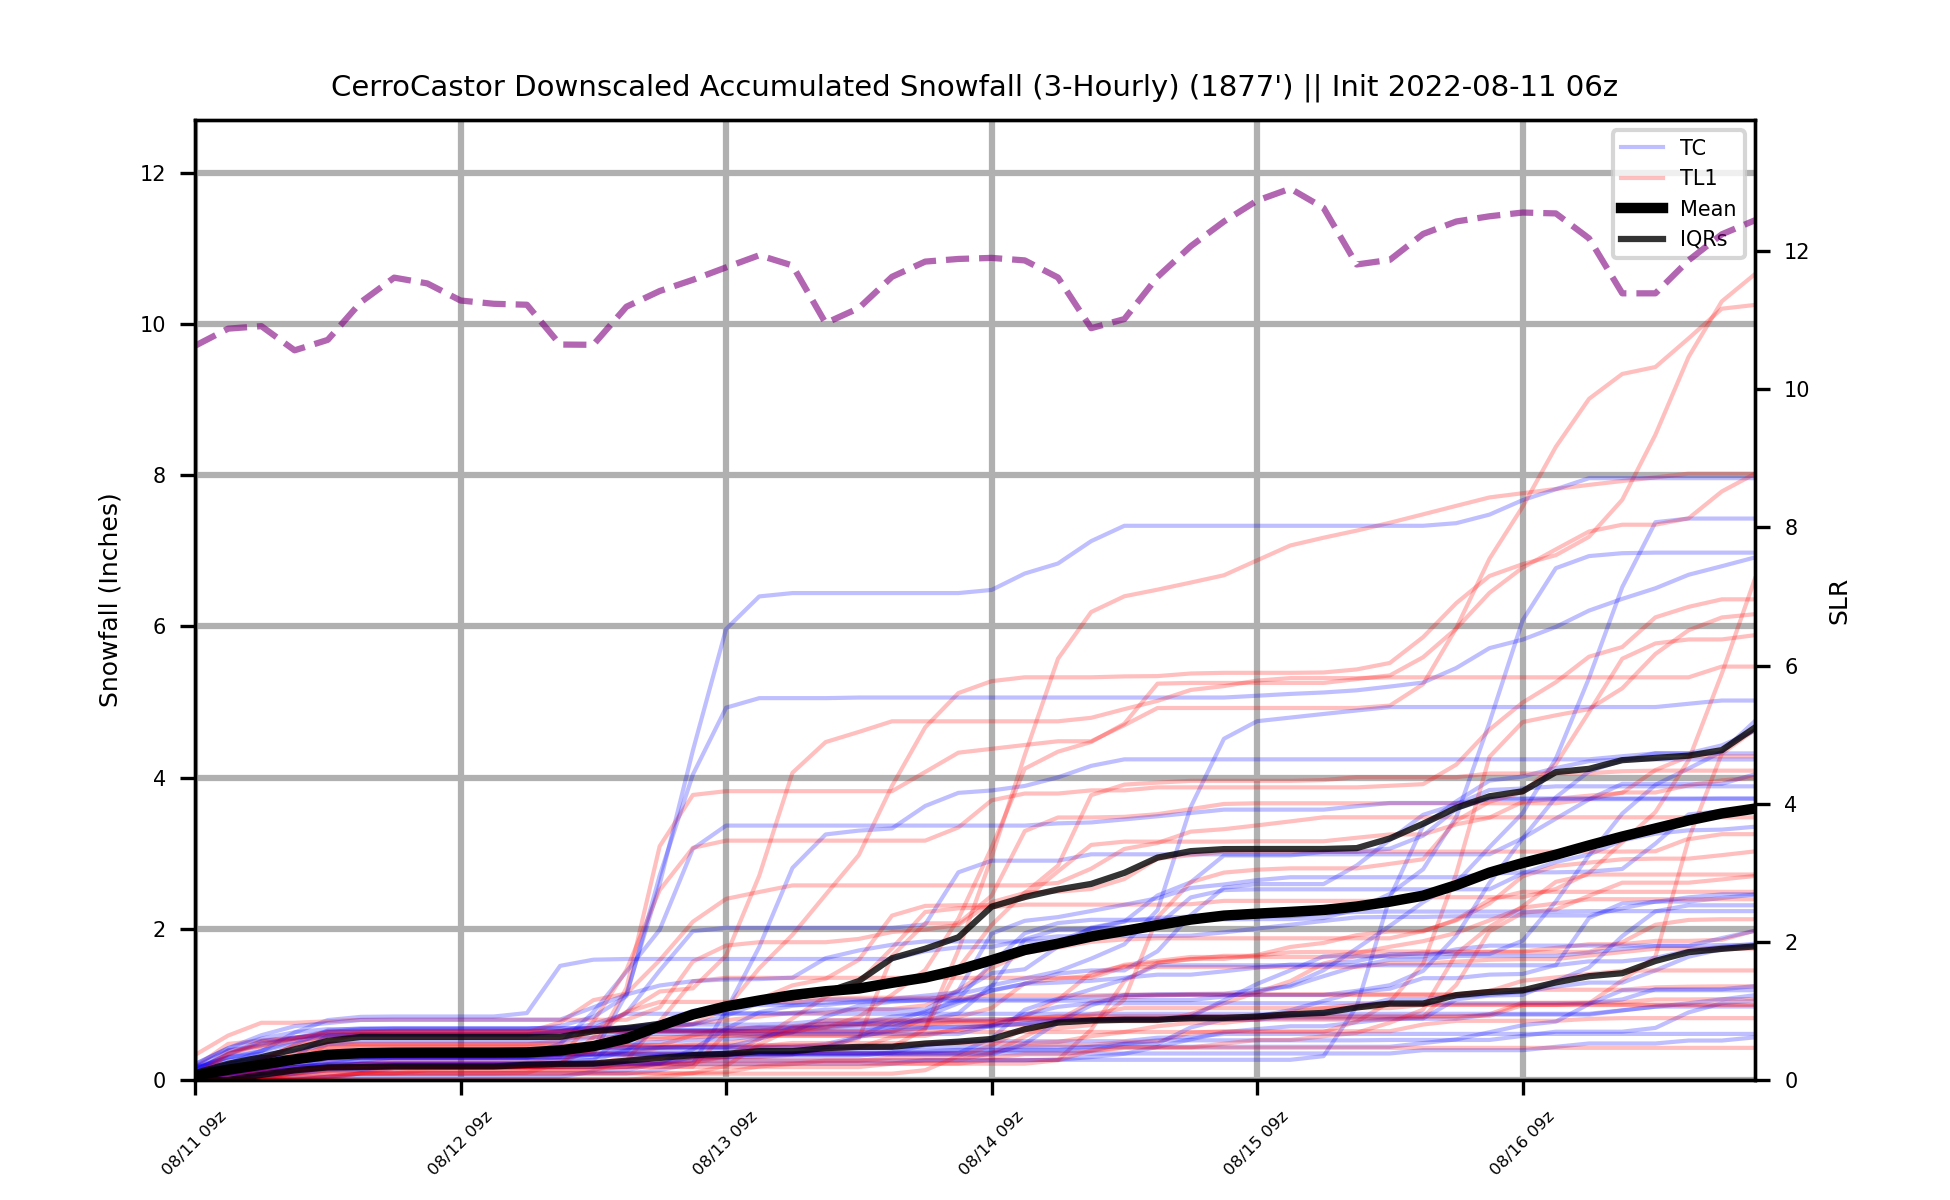 CerroCastor Downscaled Accumulated Snowfall (3-Hourly) (1877') || Init 2022-08-11 06z
TC
TL1
Mean
IQRs
Snowfall (Inches)
12
10
8
6
4
2
0
SLR
12
10
8
6
4
2
0
08/11 09z
08/12 09z
08/13 09z
08/14 09z
08/15 09z
08/16 09z